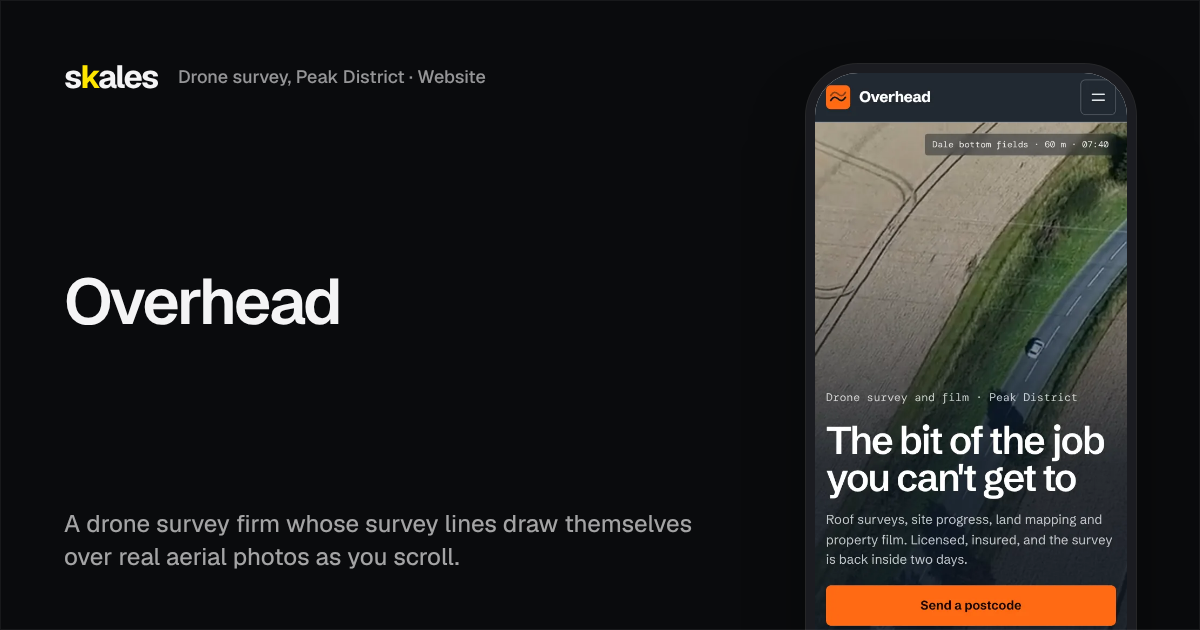 skales
Drone survey, Peak District · Website
Overhead
A drone survey firm whose survey lines draw themselves
over real aerial photos as you scroll.
Overhead
Dale bottom fields · 60 m · 07:40
Drone survey and film · Peak District
The bit of the job
you can't get to
Roof surveys, site progress, land mapping and
property film. Licensed, insured, and the survey
is back inside two days.
Send a postcode